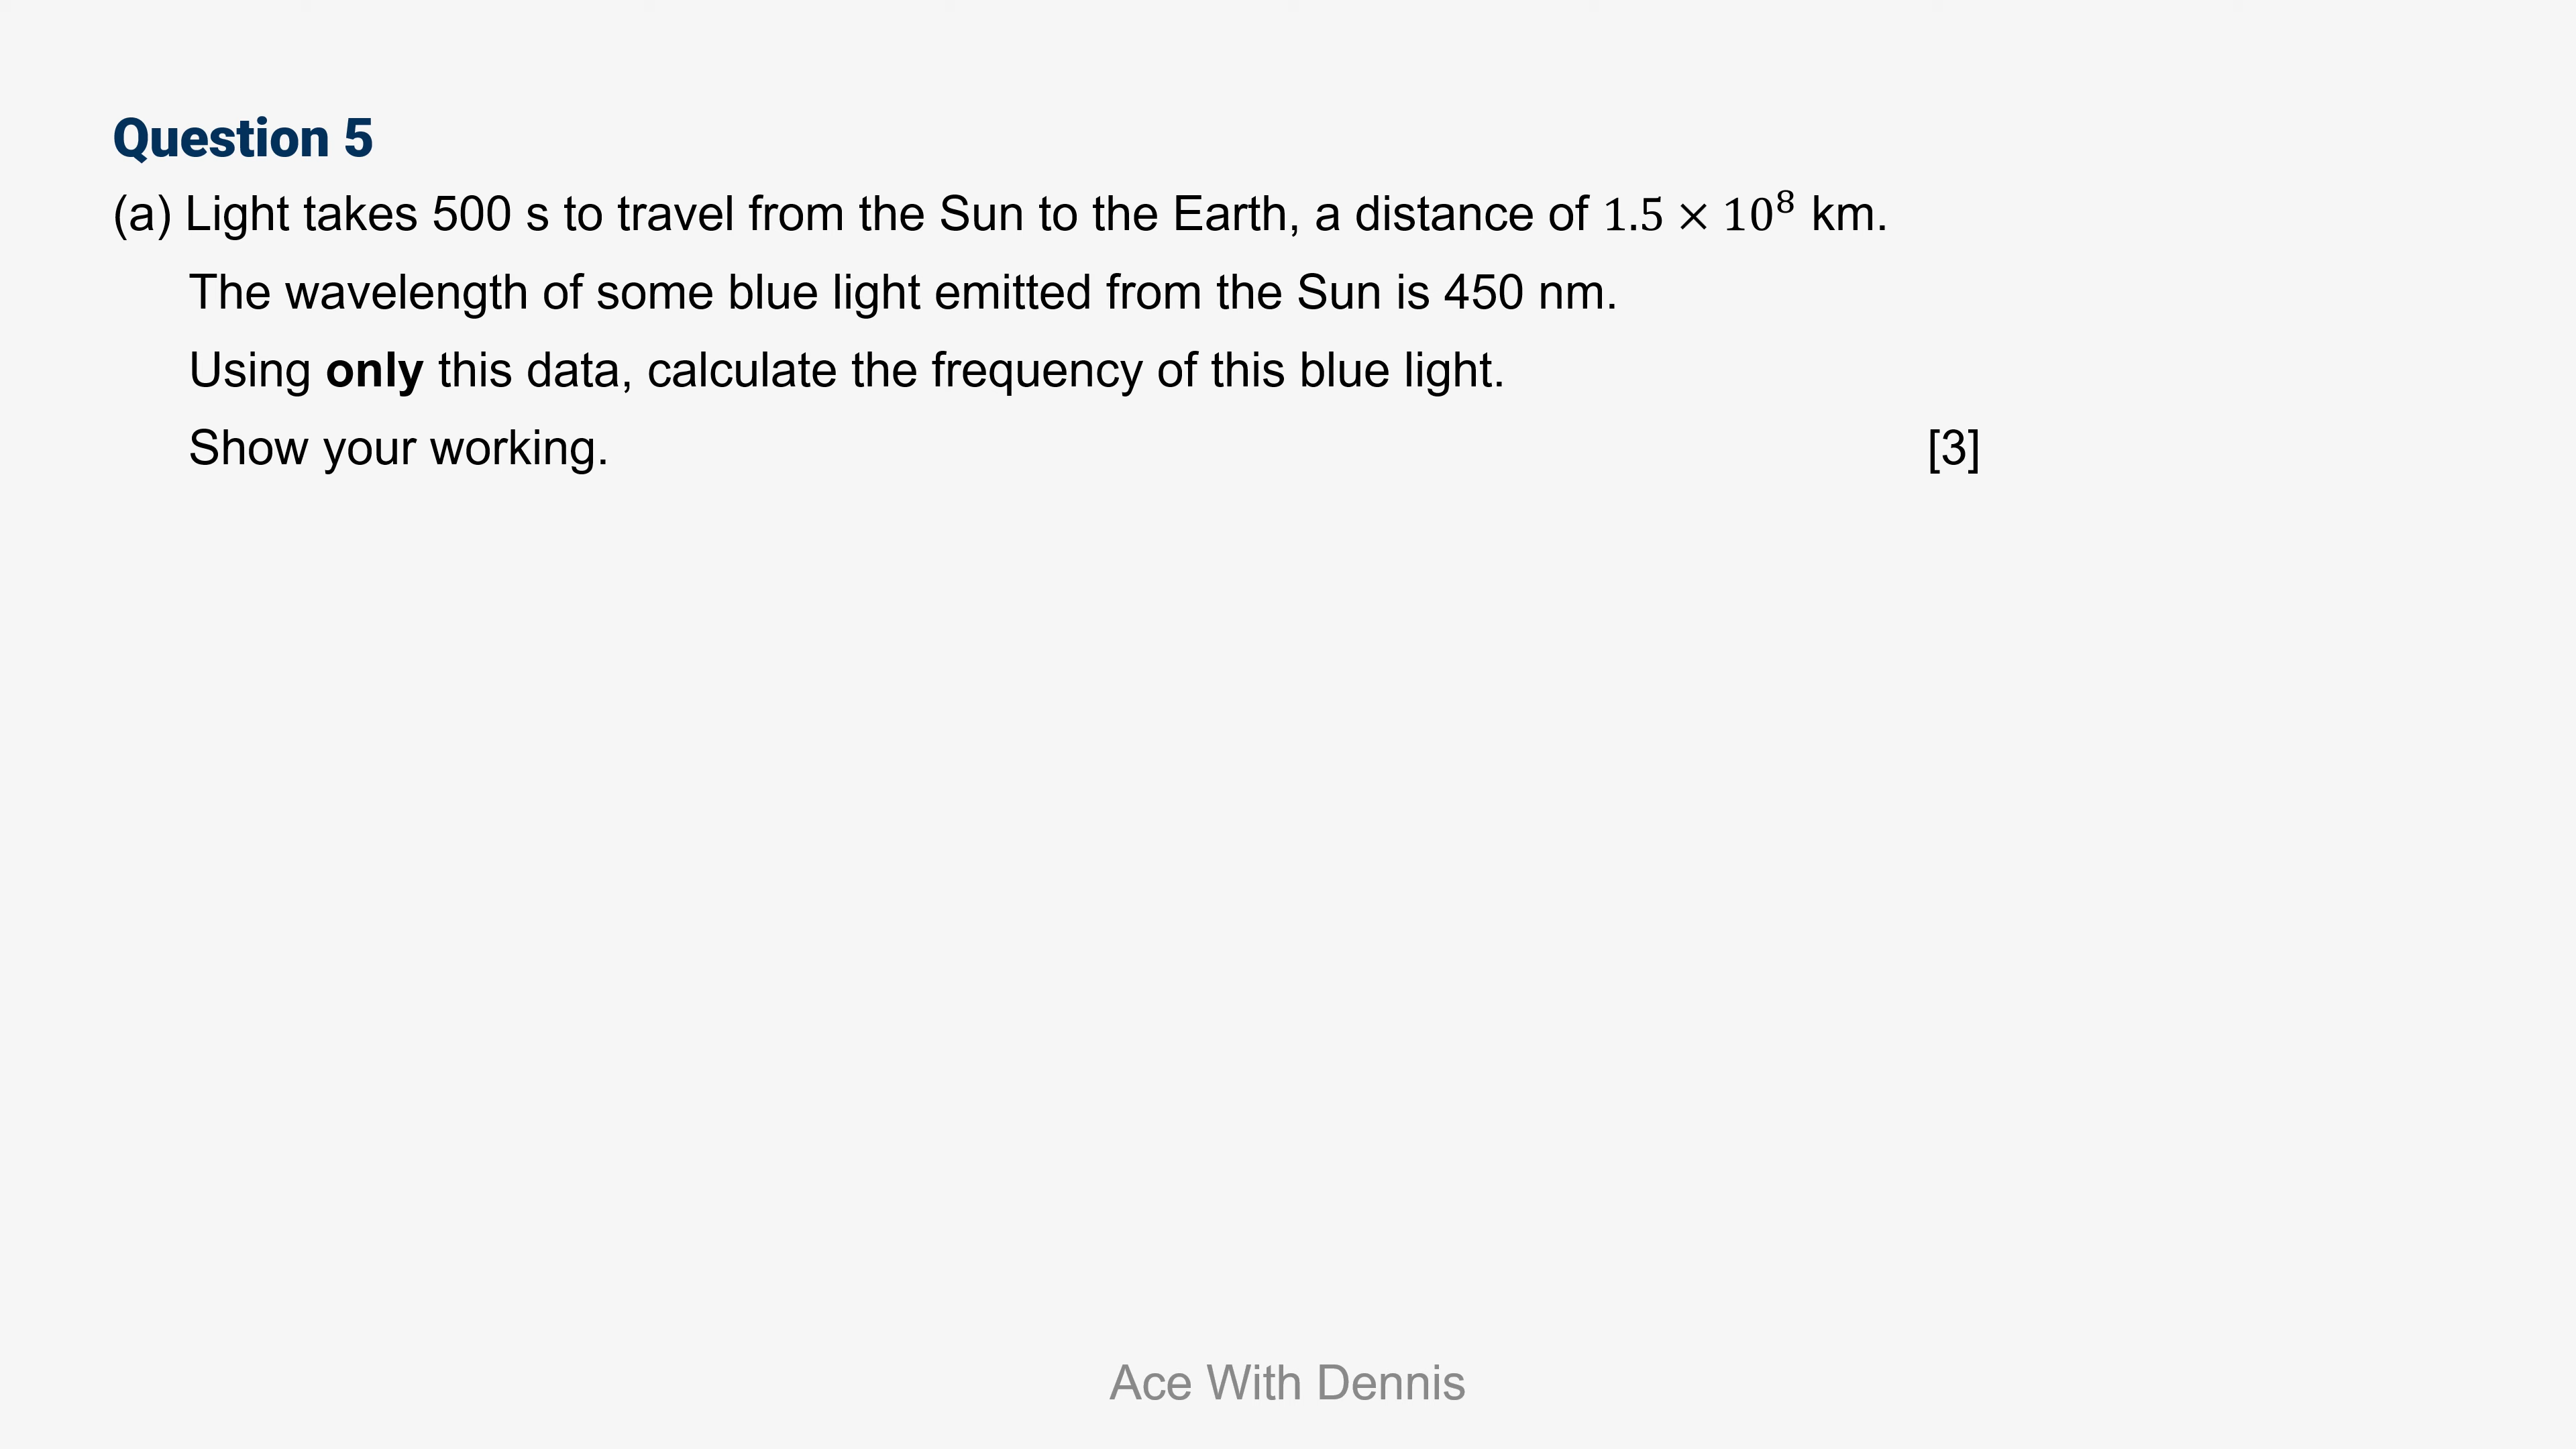 Question 5
(a) Light takes 500 s to travel from the Sun to the Earth, a distance of 1.5 × 10⁸ km.
The wavelength of some blue light emitted from the Sun is 450 nm.
Using only this data, calculate the frequency of this blue light.
Show your working. [3]
Ace With Dennis